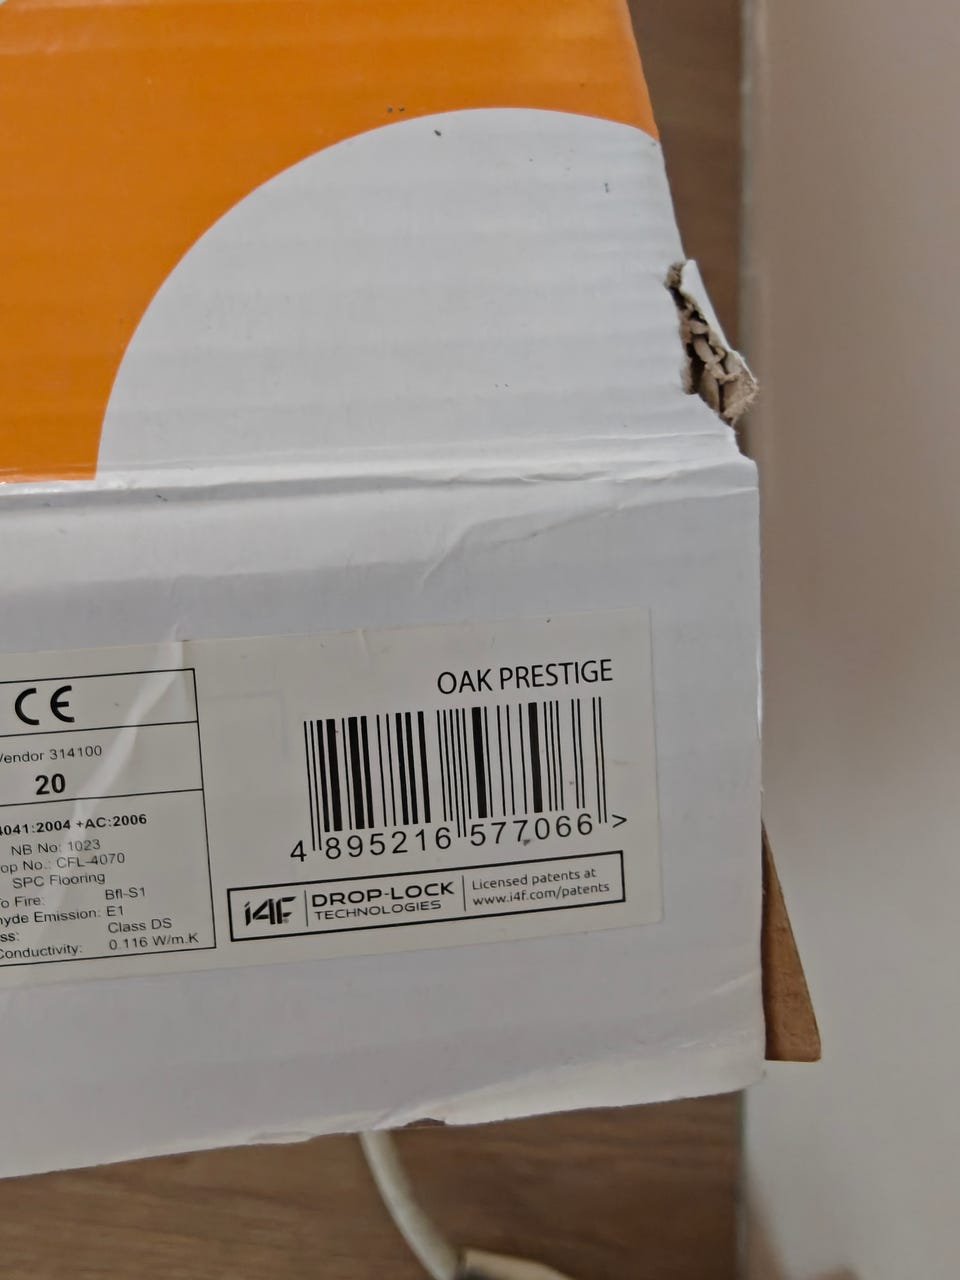 OAK PRESTIGE
CE
Vendor 314100
20
4041:2004 +AC:2006
NB No: 1023
op No.: CFL-4070
SPC Flooring
o Fire: Bfl-S1
hyde Emission: E1
ss: Class DS
Conductivity: 0.116 W/m.K
4 895216 577066 >
i4F DROP-LOCK TECHNOLOGIES
Licensed patents at
www.i4f.com/patents